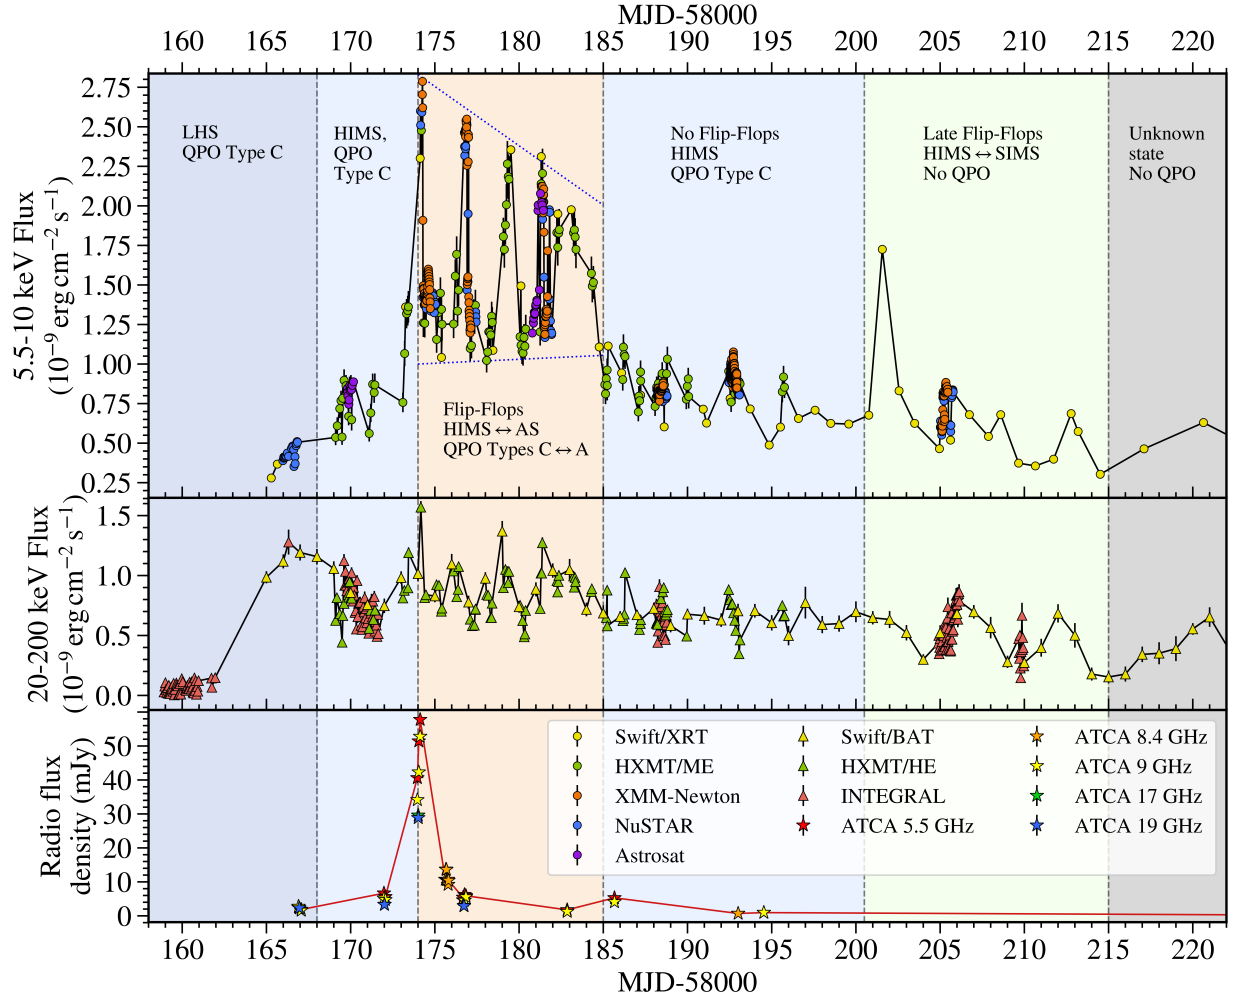 MJD-58000
160 165 170 175 180 185 190 195 200 205 210 215 220
5.5-10 keV Flux
(10⁻⁹ erg cm⁻² s⁻¹)
2.75
2.50
2.25
2.00
1.75
1.50
1.25
1.00
0.75
0.50
0.25
LHS
QPO Type C
HIMS,
QPO
Type C
Flip-Flops
HIMS↔AS
QPO Types C↔A
No Flip-Flops
HIMS
QPO Type C
Late Flip-Flops
HIMS↔SIMS
No QPO
Unknown
state
No QPO
20-200 keV Flux
(10⁻⁹ erg cm⁻² s⁻¹)
1.5
1.0
0.5
0.0
Radio flux
density (mJy)
50
40
30
20
10
0
Swift/XRT
HXMT/ME
XMM-Newton
NuSTAR
Astrosat
Swift/BAT
HXMT/HE
INTEGRAL
ATCA 5.5 GHz
ATCA 8.4 GHz
ATCA 9 GHz
ATCA 17 GHz
ATCA 19 GHz
160 165 170 175 180 185 190 195 200 205 210 215 220
MJD-58000